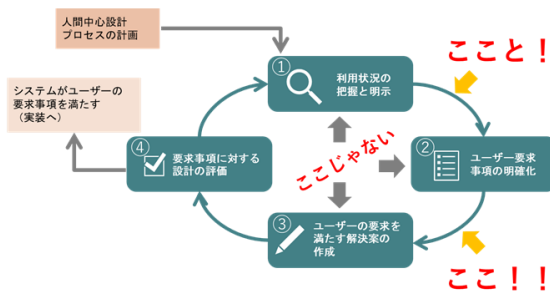 人間中心設計
プロセスの計画
ここと！
①
利用状況の
把握と明示
システムがユーザーの
要求事項を満たす
（実装へ）
④
要求事項に対する
設計の評価
ここじゃない
②
ユーザー要求
事項の明確化
③
ユーザーの要求を
満たす解決案の
作成
ここ！！